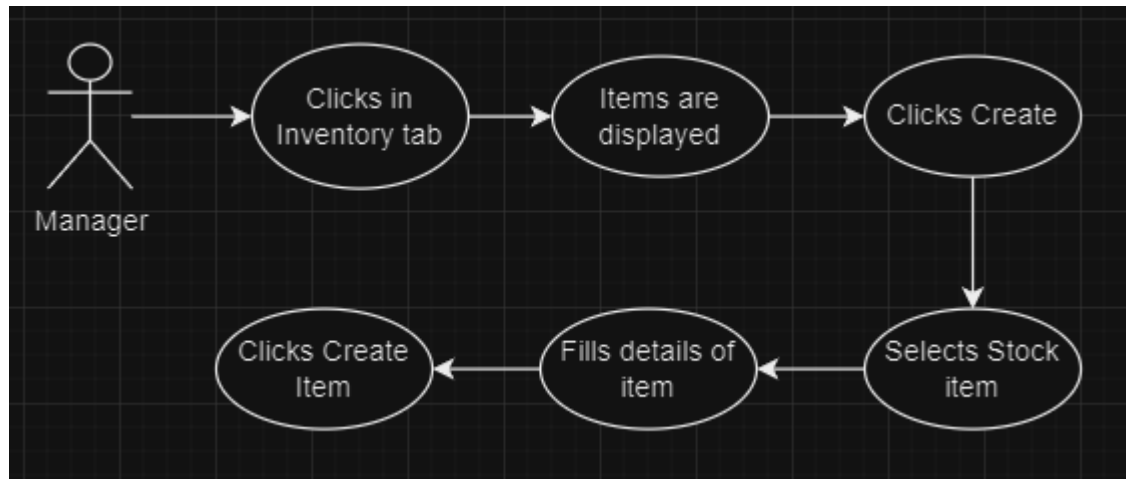 Manager
Clicks in
Inventory tab
Items are
displayed
Clicks Create
Selects Stock
item
Fills details of
item
Clicks Create
Item